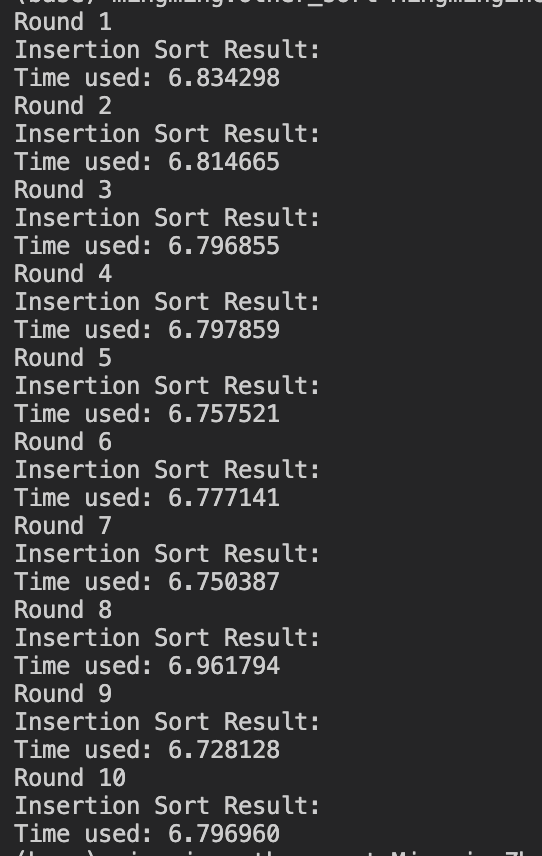 Round 1
Insertion Sort Result:
Time used: 6.834298
Round 2
Insertion Sort Result:
Time used: 6.814665
Round 3
Insertion Sort Result:
Time used: 6.796855
Round 4
Insertion Sort Result:
Time used: 6.797859
Round 5
Insertion Sort Result:
Time used: 6.757521
Round 6
Insertion Sort Result:
Time used: 6.777141
Round 7
Insertion Sort Result:
Time used: 6.750387
Round 8
Insertion Sort Result:
Time used: 6.961794
Round 9
Insertion Sort Result:
Time used: 6.728128
Round 10
Insertion Sort Result:
Time used: 6.796960